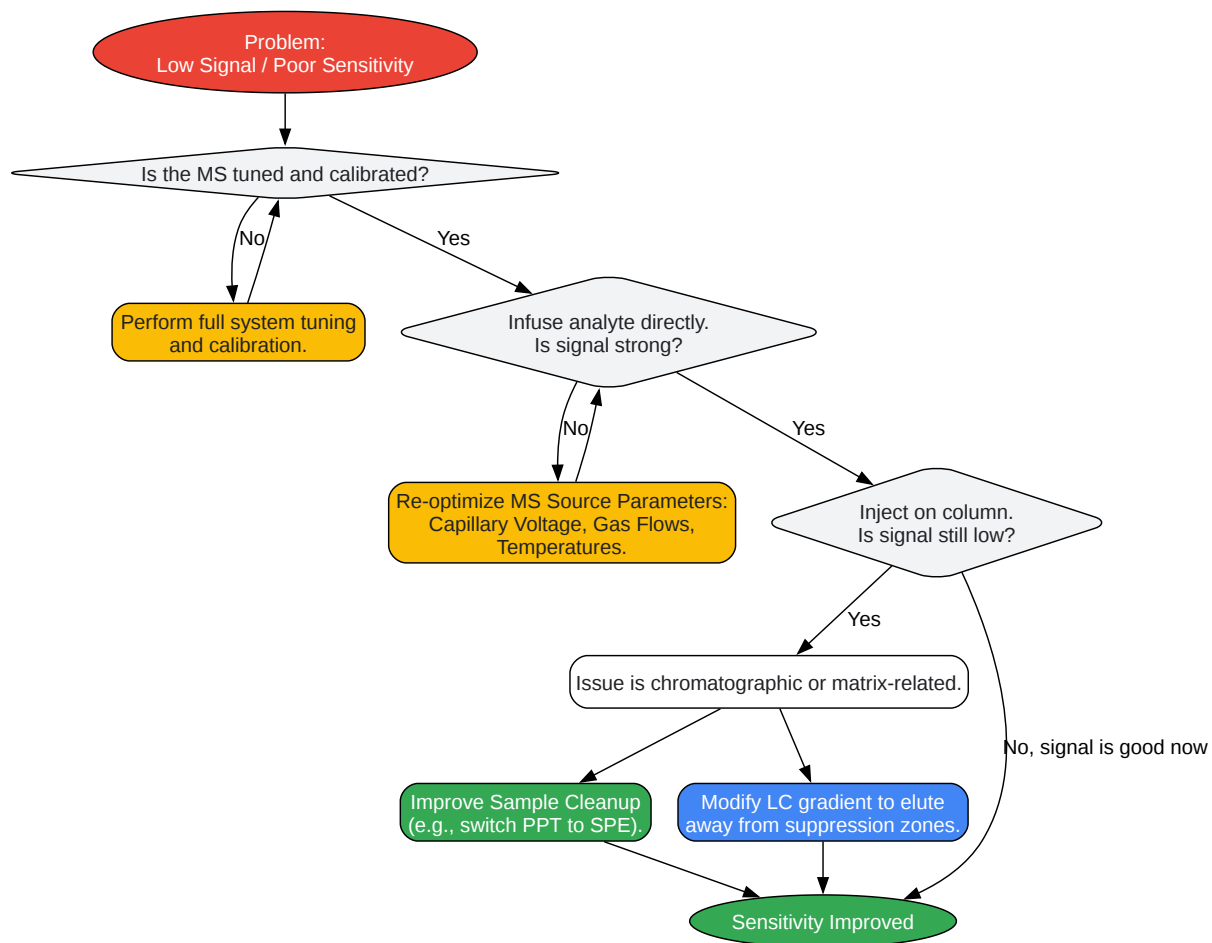 Problem:
Low Signal / Poor Sensitivity
Is the MS tuned and calibrated?
No
Yes
Perform full system tuning
and calibration.
Infuse analyte directly.
Is signal strong?
No
Yes
Re-optimize MS Source Parameters:
Capillary Voltage, Gas Flows,
Temperatures.
Inject on column.
Is signal still low?
Yes
Issue is chromatographic or matrix-related.
No, signal is good now
Improve Sample Cleanup
(e.g., switch PPT to SPE).
Modify LC gradient to elute
away from suppression zones.
Sensitivity Improved